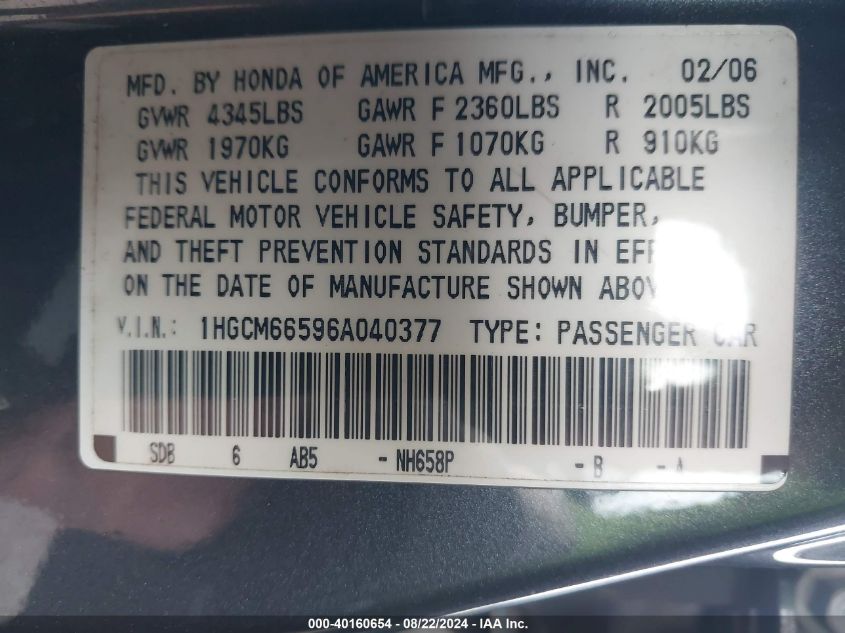 MFD. BY HONDA OF AMERICA MFG., INC. 02/06
GVWR 4345LBS GAWR F 2360LBS R 2005LBS
GVWR 1970KG GAWR F 1070KG R 910KG
THIS VEHICLE CONFORMS TO ALL APPLICABLE
FEDERAL MOTOR VEHICLE SAFETY, BUMPER,
AND THEFT PREVENTION STANDARDS IN
ON THE DATE OF MANUFACTURE SHOWN
V.I.N.: 1HGCM66596A040377 TYPE: PASSENGER CAR
SDB 6 AB5 - NH658P - B - A
000-40160654 - 08/22/2024 - IAA Inc.